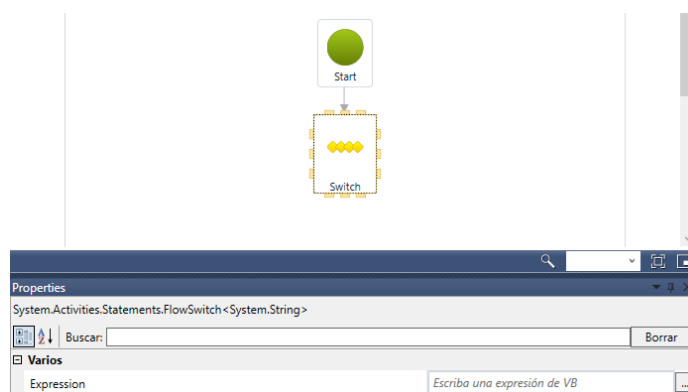 Start
Switch
Properties
System.Activities.Statements.FlowSwitch<System.String>
Buscar:
Borrar
Varios
Expression
Escriba una expresión de VB
...